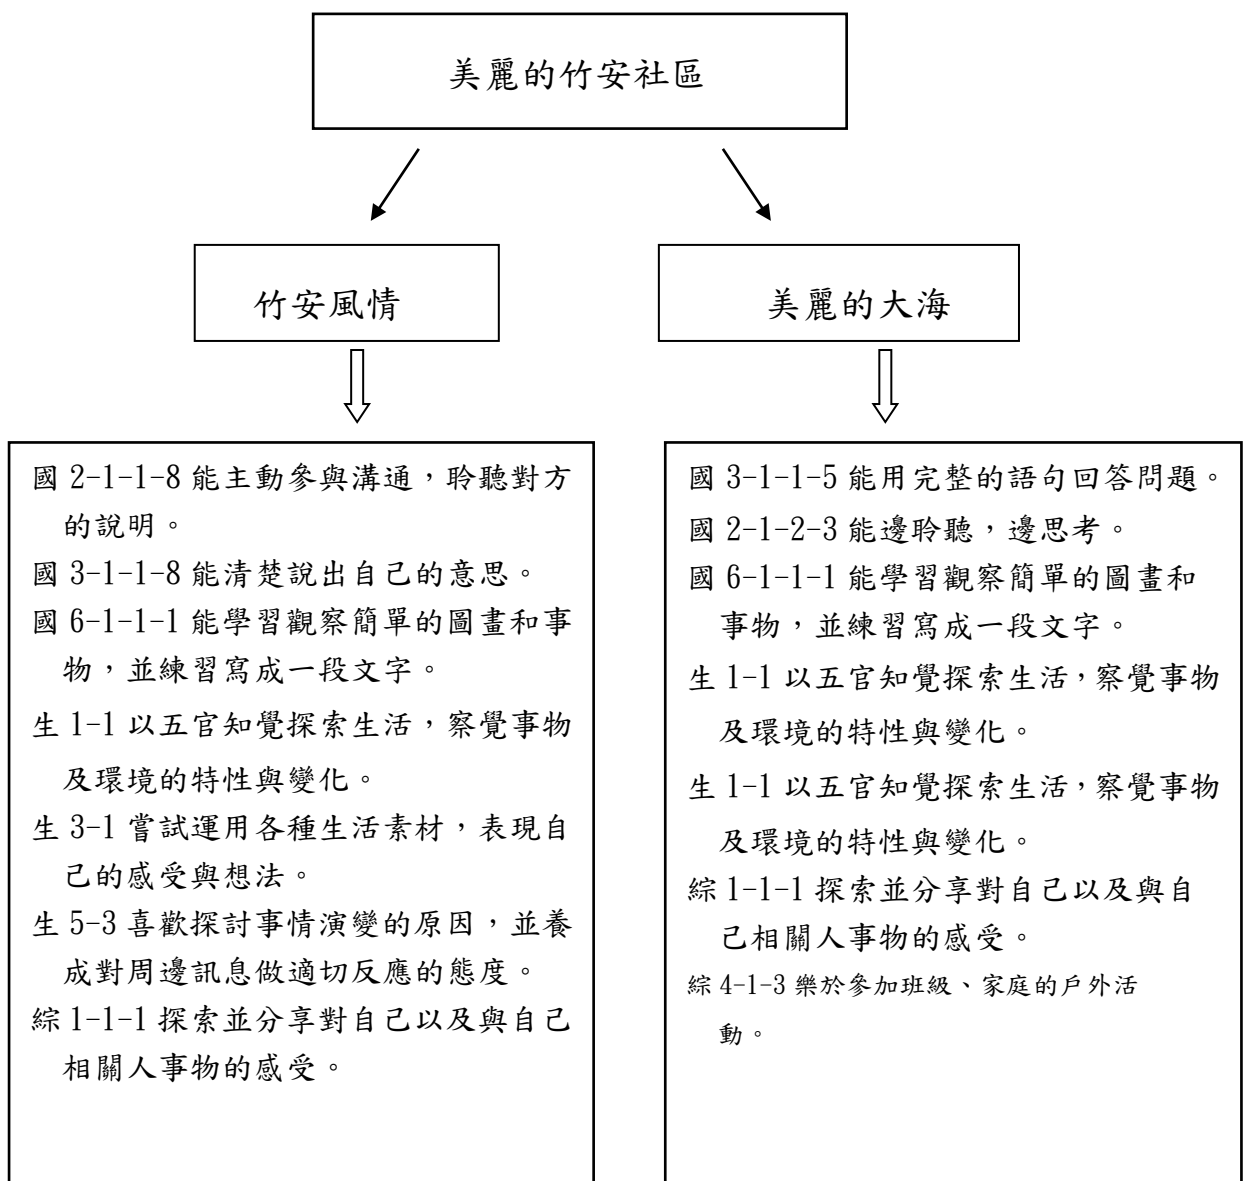 美麗的竹安社區
竹安風情
美麗的大海
國 2-1-1-8 能主動參與溝通，聆聽對方
的說明。
國 3-1-1-8 能清楚說出自己的意思。
國 6-1-1-1 能學習觀察簡單的圖畫和事
物，並練習寫成一段文字。
生 1-1 以五官知覺探索生活，察覺事物
及環境的特性與變化。
生 3-1 嘗試運用各種生活素材，表現自
己的感受與想法。
生 5-3 喜歡探討事情演變的原因，並養
成對周邊訊息做適切反應的態度。
綜 1-1-1 探索並分享對自己以及與自己
相關人事物的感受。
國 3-1-1-5 能用完整的語句回答問題。
國 2-1-2-3 能邊聆聽，邊思考。
國 6-1-1-1 能學習觀察簡單的圖畫和
事物，並練習寫成一段文字。
生 1-1 以五官知覺探索生活，察覺事物
及環境的特性與變化。
生 1-1 以五官知覺探索生活，察覺事物
及環境的特性與變化。
綜 1-1-1 探索並分享對自己以及與自
己相關人事物的感受。
綜 4-1-3 樂於參加班級、家庭的戶外活
動。